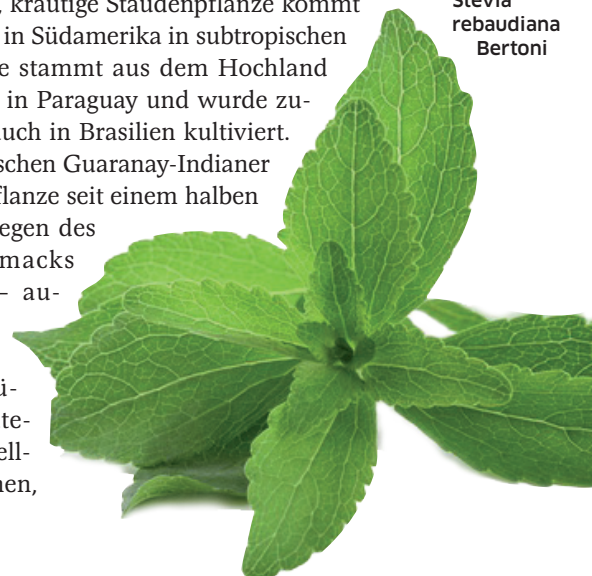 , krautige Staudenpflanze kommt
in Südamerika in subtropischen
e stammt aus dem Hochland
in Paraguay und wurde zu-
uch in Brasilien kultiviert.
schen Guaranay-Indianer
flanze seit einem halben
egen des
macks
– au-
ü-
te-
ell-
nen,
Stevia
rebaudiana
Bertoni